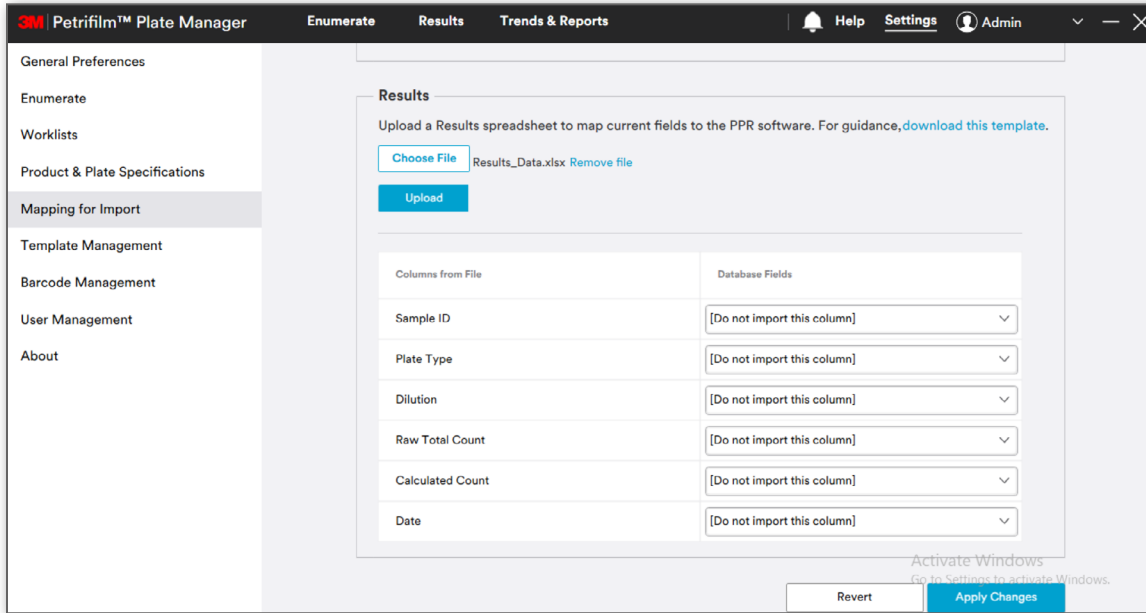 3M Petrifilm™ Plate Manager Enumerate Results Trends & Reports Help Settings Admin
General Preferences
Enumerate
Worklists
Product & Plate Specifications
Mapping for Import
Template Management
Barcode Management
User Management
About
Results
Upload a Results spreadsheet to map current fields to the PPR software. For guidance,download this template.
Choose File Results_Data.xlsx Remove file
Upload
Columns from File Database Fields
Sample ID [Do not import this column]
Plate Type [Do not import this column]
Dilution [Do not import this column]
Raw Total Count [Do not import this column]
Calculated Count [Do not import this column]
Date [Do not import this column]
Activate Windows
Go to Settings to activate Windows.
Revert Apply Changes